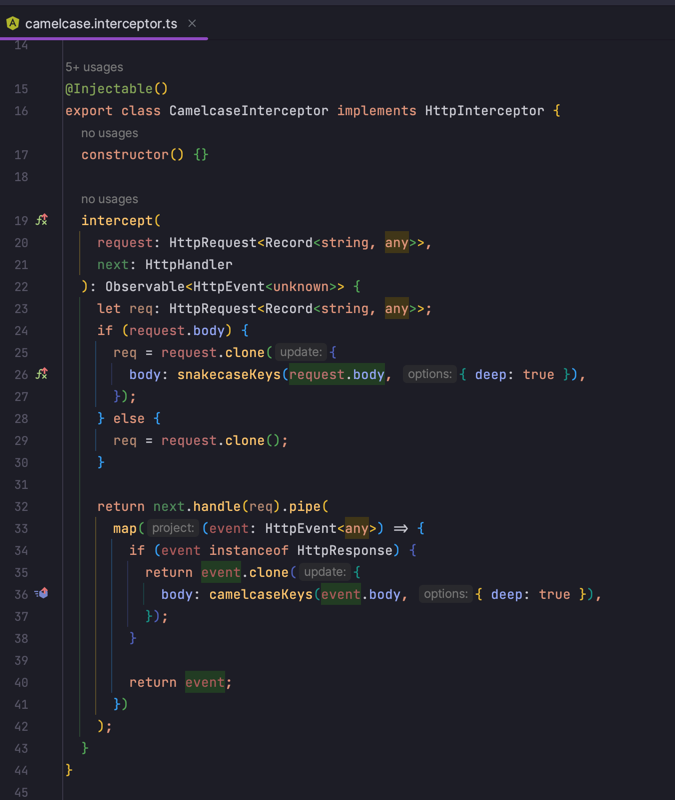 camelcase.interceptor.ts
14
5+ usages
15 @Injectable()
16 export class CamelcaseInterceptor implements HttpInterceptor {
no usages
17 constructor() {}
18
no usages
19 intercept(
20 request: HttpRequest<Record<string, any>>,
21 next: HttpHandler
22 ): Observable<HttpEvent<unknown>> {
23 let req: HttpRequest<Record<string, any>>;
24 if (request.body) {
25 req = request.clone( update: {
26 body: snakecaseKeys(request.body, options: { deep: true }),
27 });
28 } else {
29 req = request.clone();
30 }
31
32 return next.handle(req).pipe(
33 map( project: (event: HttpEvent<any>) => {
34 if (event instanceof HttpResponse) {
35 return event.clone( update: {
36 body: camelcaseKeys(event.body, options: { deep: true }),
37 });
38 }
39
40 return event;
41 })
42 );
43 }
44 }
45